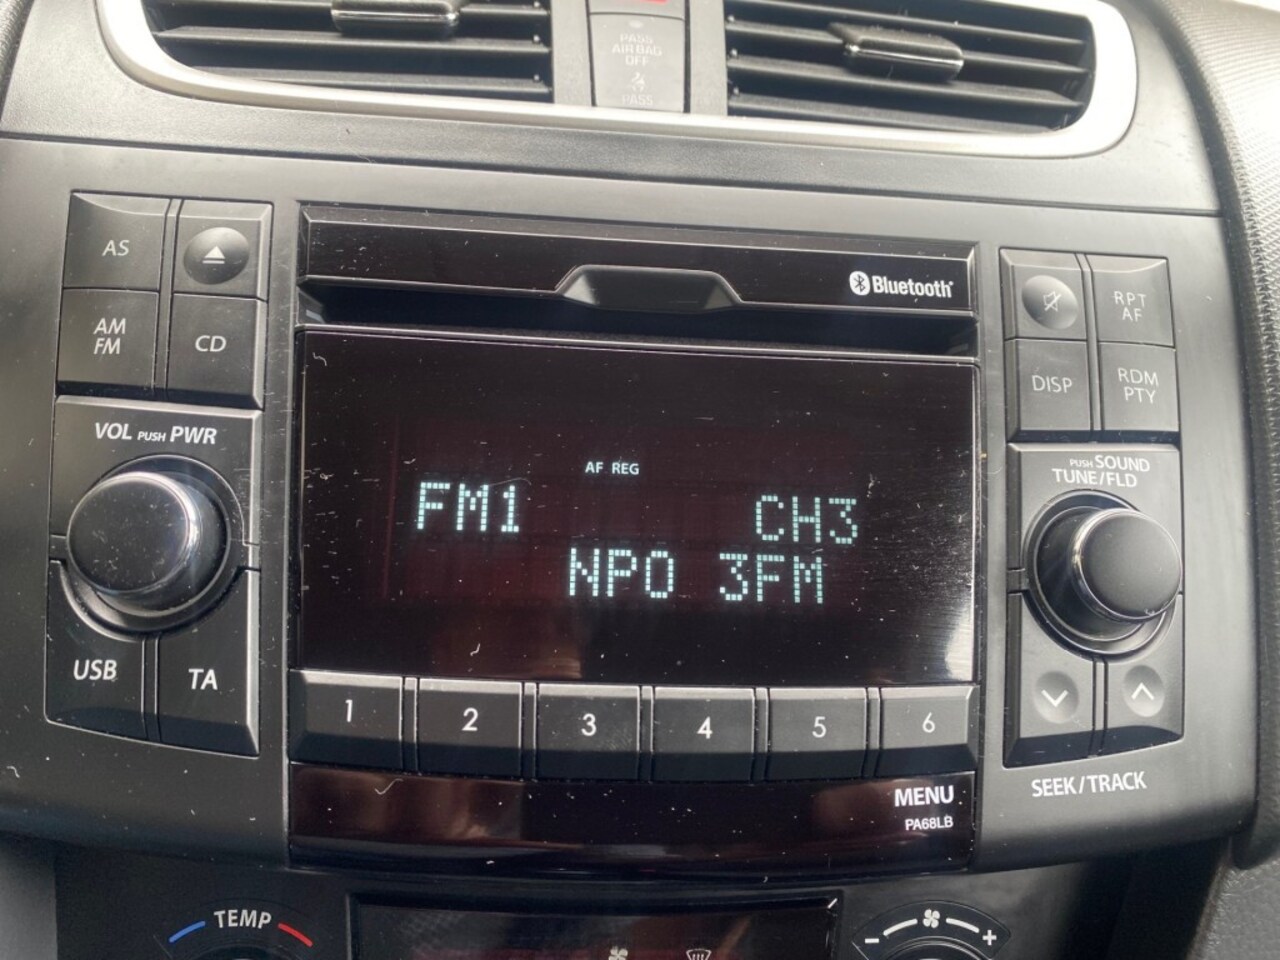 PASS
AIR BAG
OFF
PASS
Bluetooth
AS
AM
FM
CD
VOL PUSH PWR
USB
TA
AF REG
FM1 CH3
NPO 3FM
RPT
AF
DISP
RDM
PTY
PUSH SOUND
TUNE/FLD
1 2 3 4 5 6
SEEK/TRACK
MENU
PA68LB
TEMP
- +